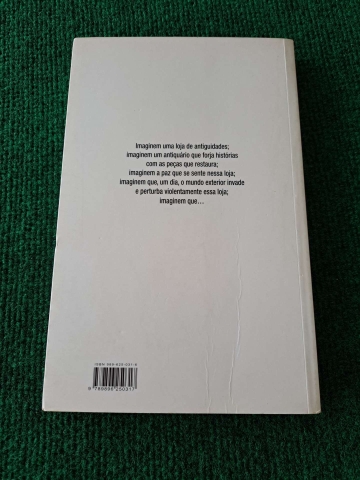 Imaginem uma loja de antiguidades;
imaginem um antiquário que forja histórias
com as peças que restaura;
imaginem a paz que se sente nessa loja;
imaginem que, um dia, o mundo exterior invade
e perturba violentamente essa loja;
imaginem que...
ISBN